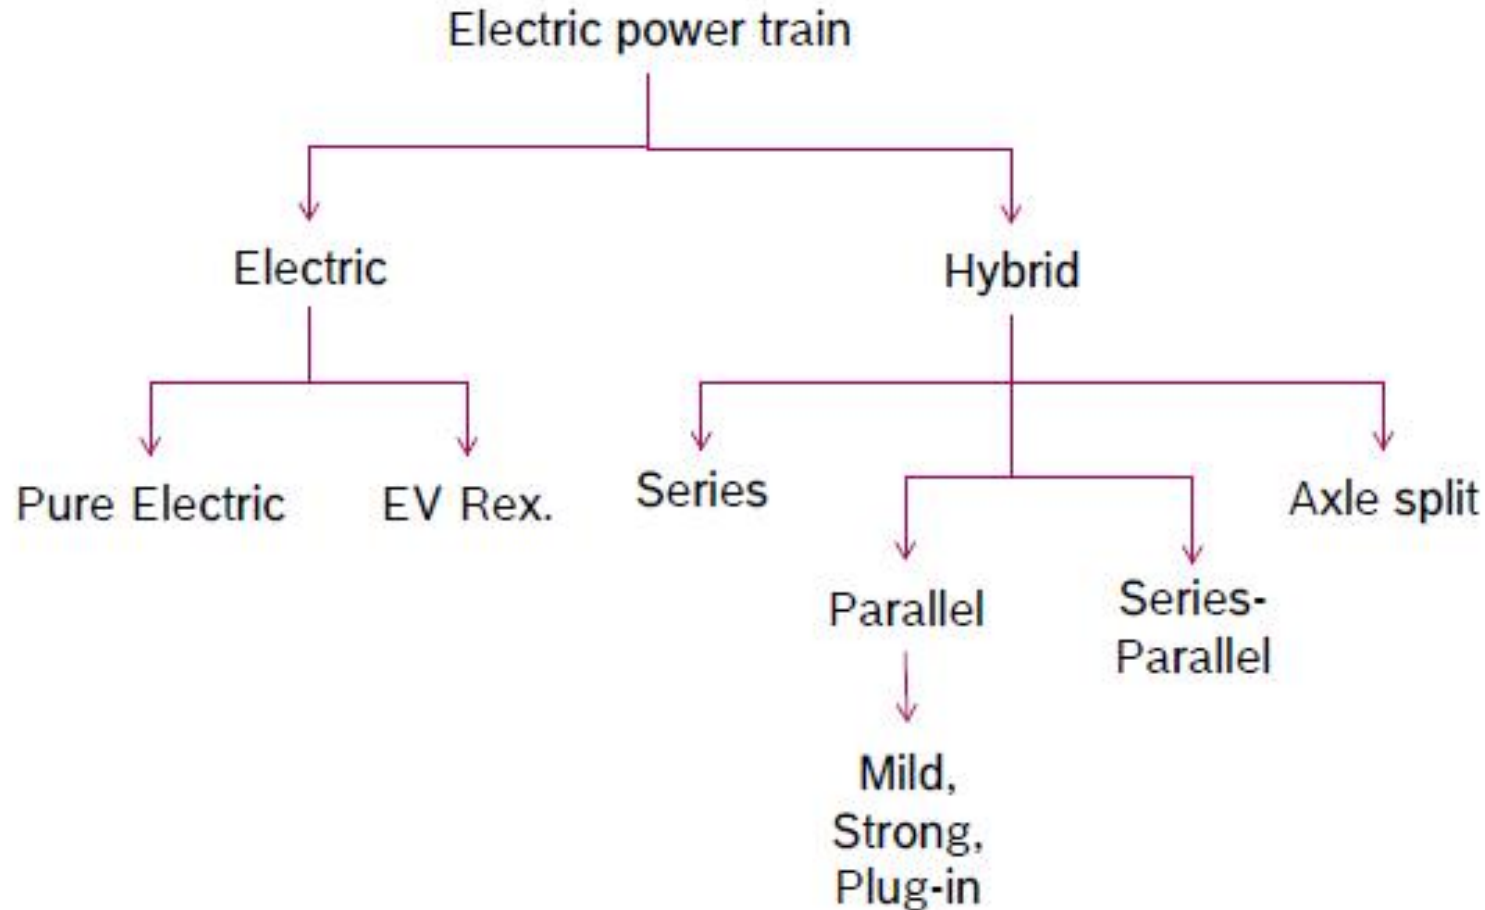 Electric power train
Electric
Hybrid
Pure Electric
EV Rex.
Series
Axle split
Parallel
Series-
Parallel
Mild,
Strong,
Plug-in